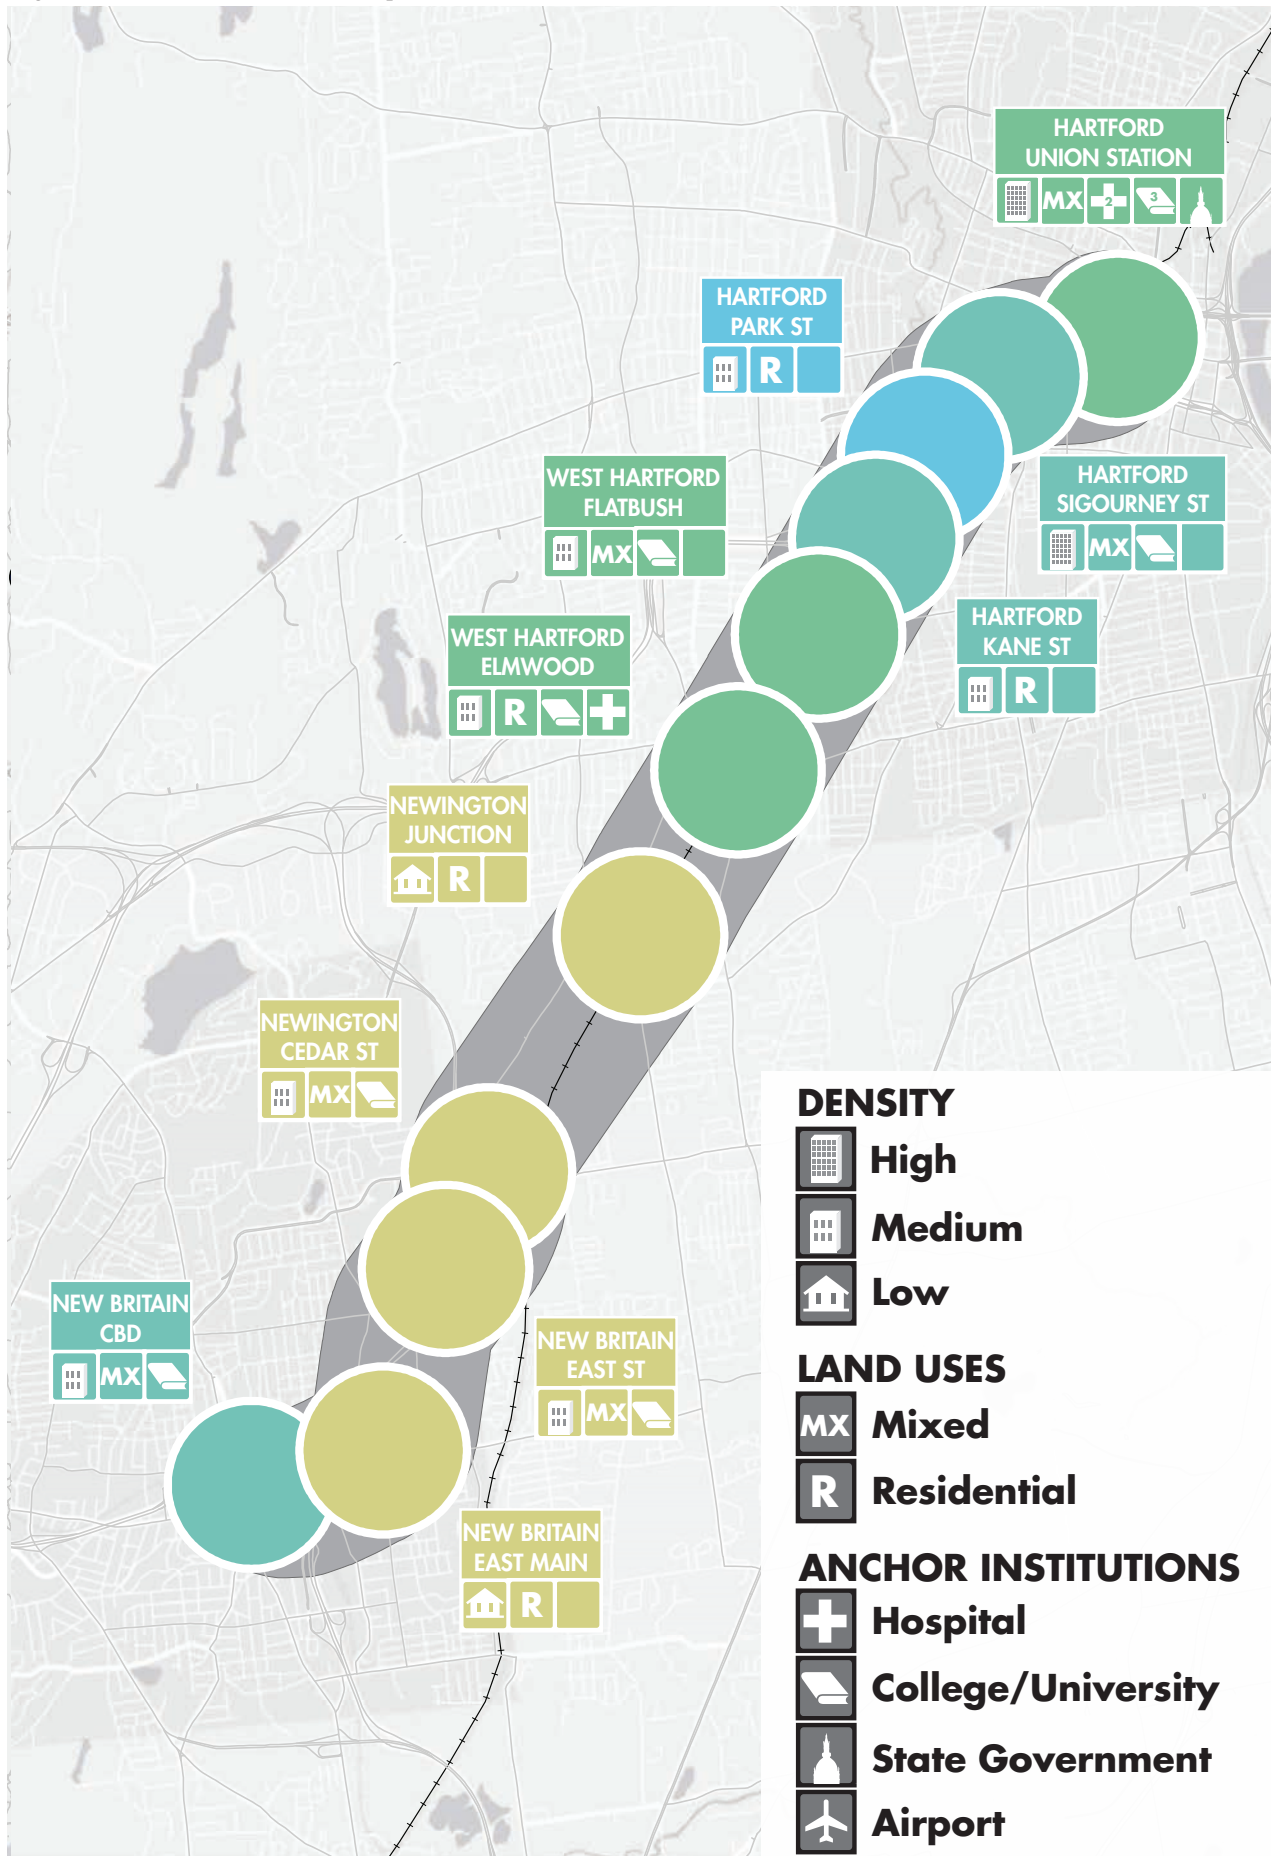 HARTFORD
UNION STATION
MX
2
3
HARTFORD
PARK ST
R
WEST HARTFORD
FLATBUSH
MX
HARTFORD
SIGOURNEY ST
MX
WEST HARTFORD
ELMWOOD
R
HARTFORD
KANE ST
R
NEWINGTON
JUNCTION
R
NEWINGTON
CEDAR ST
MX
NEW BRITAIN
CBD
MX
NEW BRITAIN
EAST ST
MX
NEW BRITAIN
EAST MAIN
R
DENSITY
High
Medium
Low
LAND USES
MX Mixed
R Residential
ANCHOR INSTITUTIONS
Hospital
College/University
State Government
Airport